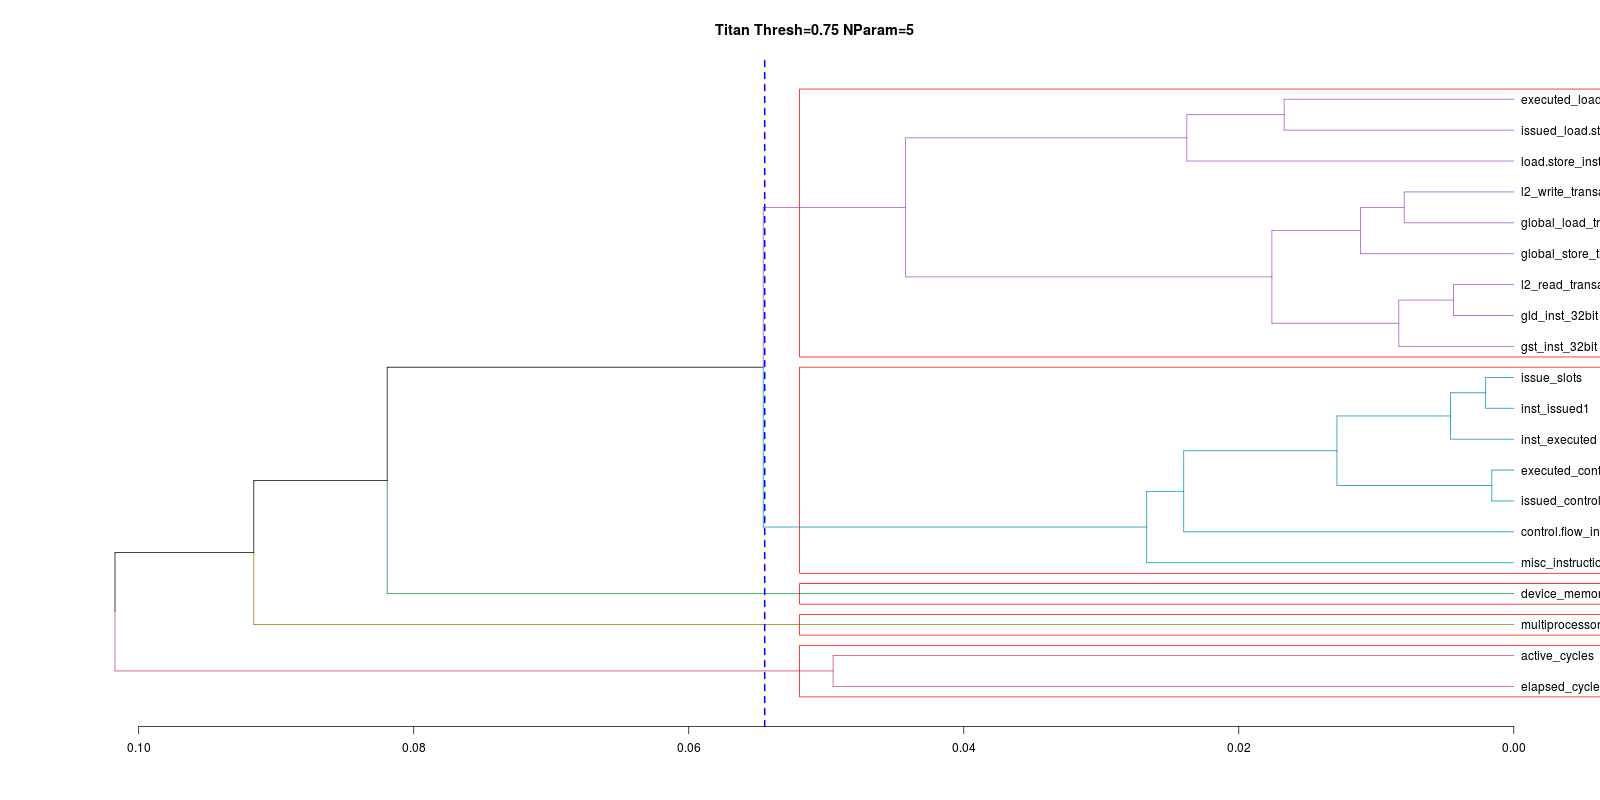 Titan Thresh=0.75 NParam=5
executed_load
issued_load.st
load.store_inst
l2_write_transa
global_load_tr
global_store_t
l2_read_transa
gld_inst_32bit
gst_inst_32bit
issue_slots
inst_issued1
inst_executed
executed_cont
issued_control
control.flow_in
misc_instructio
device_memor
multiprocessor
active_cycles
elapsed_cycle
0.10 0.08 0.06 0.04 0.02 0.00